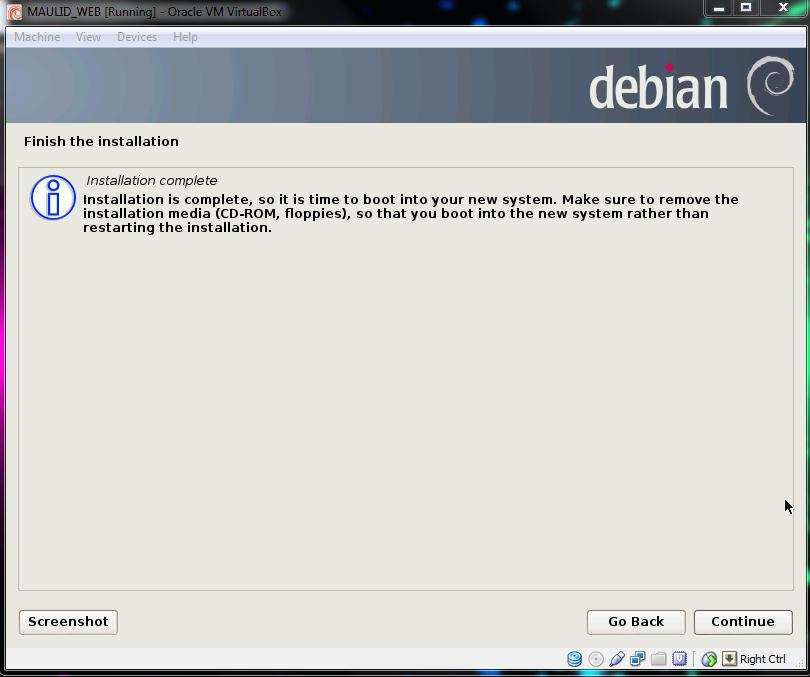 MAULID_WEB [Running] - Oracle VM VirtualBox
Machine View Devices Help
debian
Finish the installation
Installation complete
Installation is complete, so it is time to boot into your new system. Make sure to remove the
installation media (CD-ROM, floppies), so that you boot into the new system rather than
restarting the installation.
Screenshot Go Back Continue
Right Ctrl